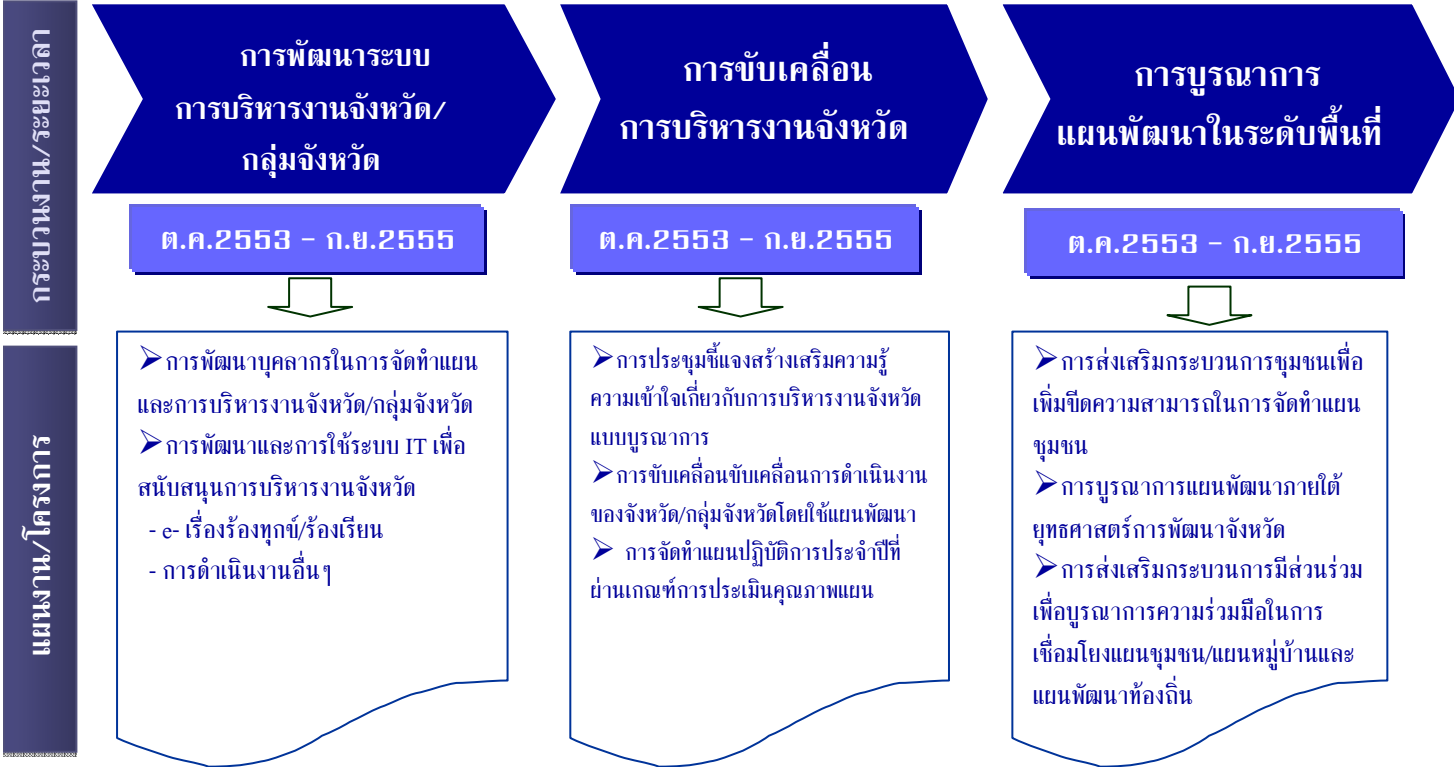 กระบวนงาน/ระยะเวลา
การพัฒนาระบบ
การบริหารงานจังหวัด/
กลุ่มจังหวัด
ต.ค.2553 - ก.ย.2555
การขับเคลื่อน
การบริหารงานจังหวัด
ต.ค.2553 - ก.ย.2555
การบูรณาการ
แผนพัฒนาในระดับพื้นที่
ต.ค.2553 - ก.ย.2555
แผนงาน/โครงการ
➢การพัฒนาบุคลากรในการจัดทำแผน
และการบริหารงานจังหวัด/กลุ่มจังหวัด
➢การพัฒนาและการใช้ระบบ IT เพื่อ
สนับสนุนการบริหารงานจังหวัด
- e- เรื่องร้องทุกข์/ร้องเรียน
- การดำเนินงานอื่นๆ
➢การประชุมชี้แจงสร้างเสริมความรู้
ความเข้าใจเกี่ยวกับการบริหารงานจังหวัด
แบบบูรณาการ
➢การขับเคลื่อนขับเคลื่อนการดำเนินงาน
ของจังหวัด/กลุ่มจังหวัดโดยใช้แผนพัฒนา
➢ การจัดทำแผนปฏิบัติการประจำปีที่
ผ่านเกณฑ์การประเมินคุณภาพแผน
➢การส่งเสริมกระบวนการชุมชนเพื่อ
เพิ่มขีดความสามารถในการจัดทำแผน
ชุมชน
➢การบูรณาการแผนพัฒนาภายใต้
ยุทธศาสตร์การพัฒนาจังหวัด
➢การส่งเสริมกระบวนการมีส่วนร่วม
เพื่อบูรณาการความร่วมมือในการ
เชื่อมโยงแผนชุมชน/แผนหมู่บ้านและ
แผนพัฒนาท้องถิ่น